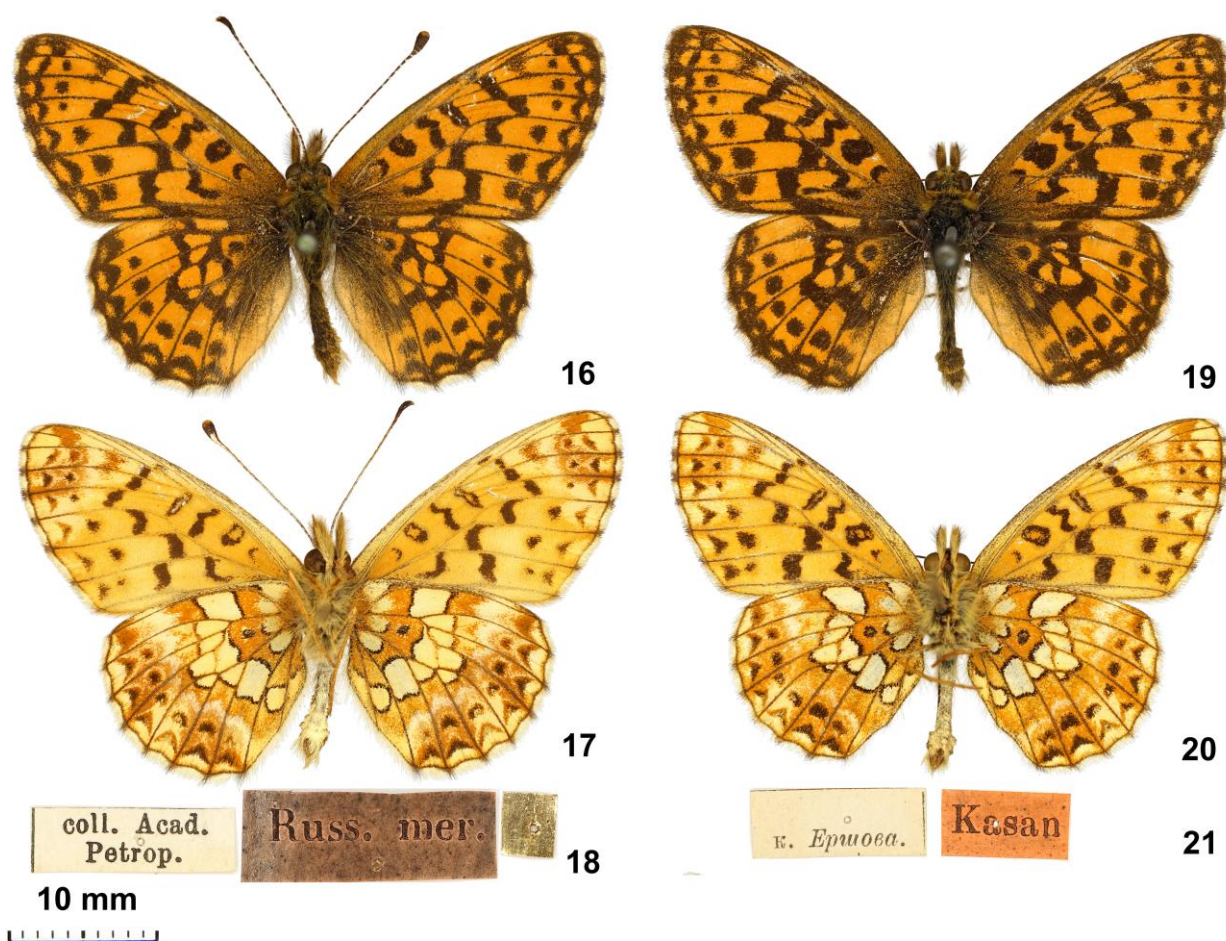 16
19
17
20
coll. Acad.
Petrop.
Russ. mer.
18
к. Ершова.
Kasan
21
10 mm